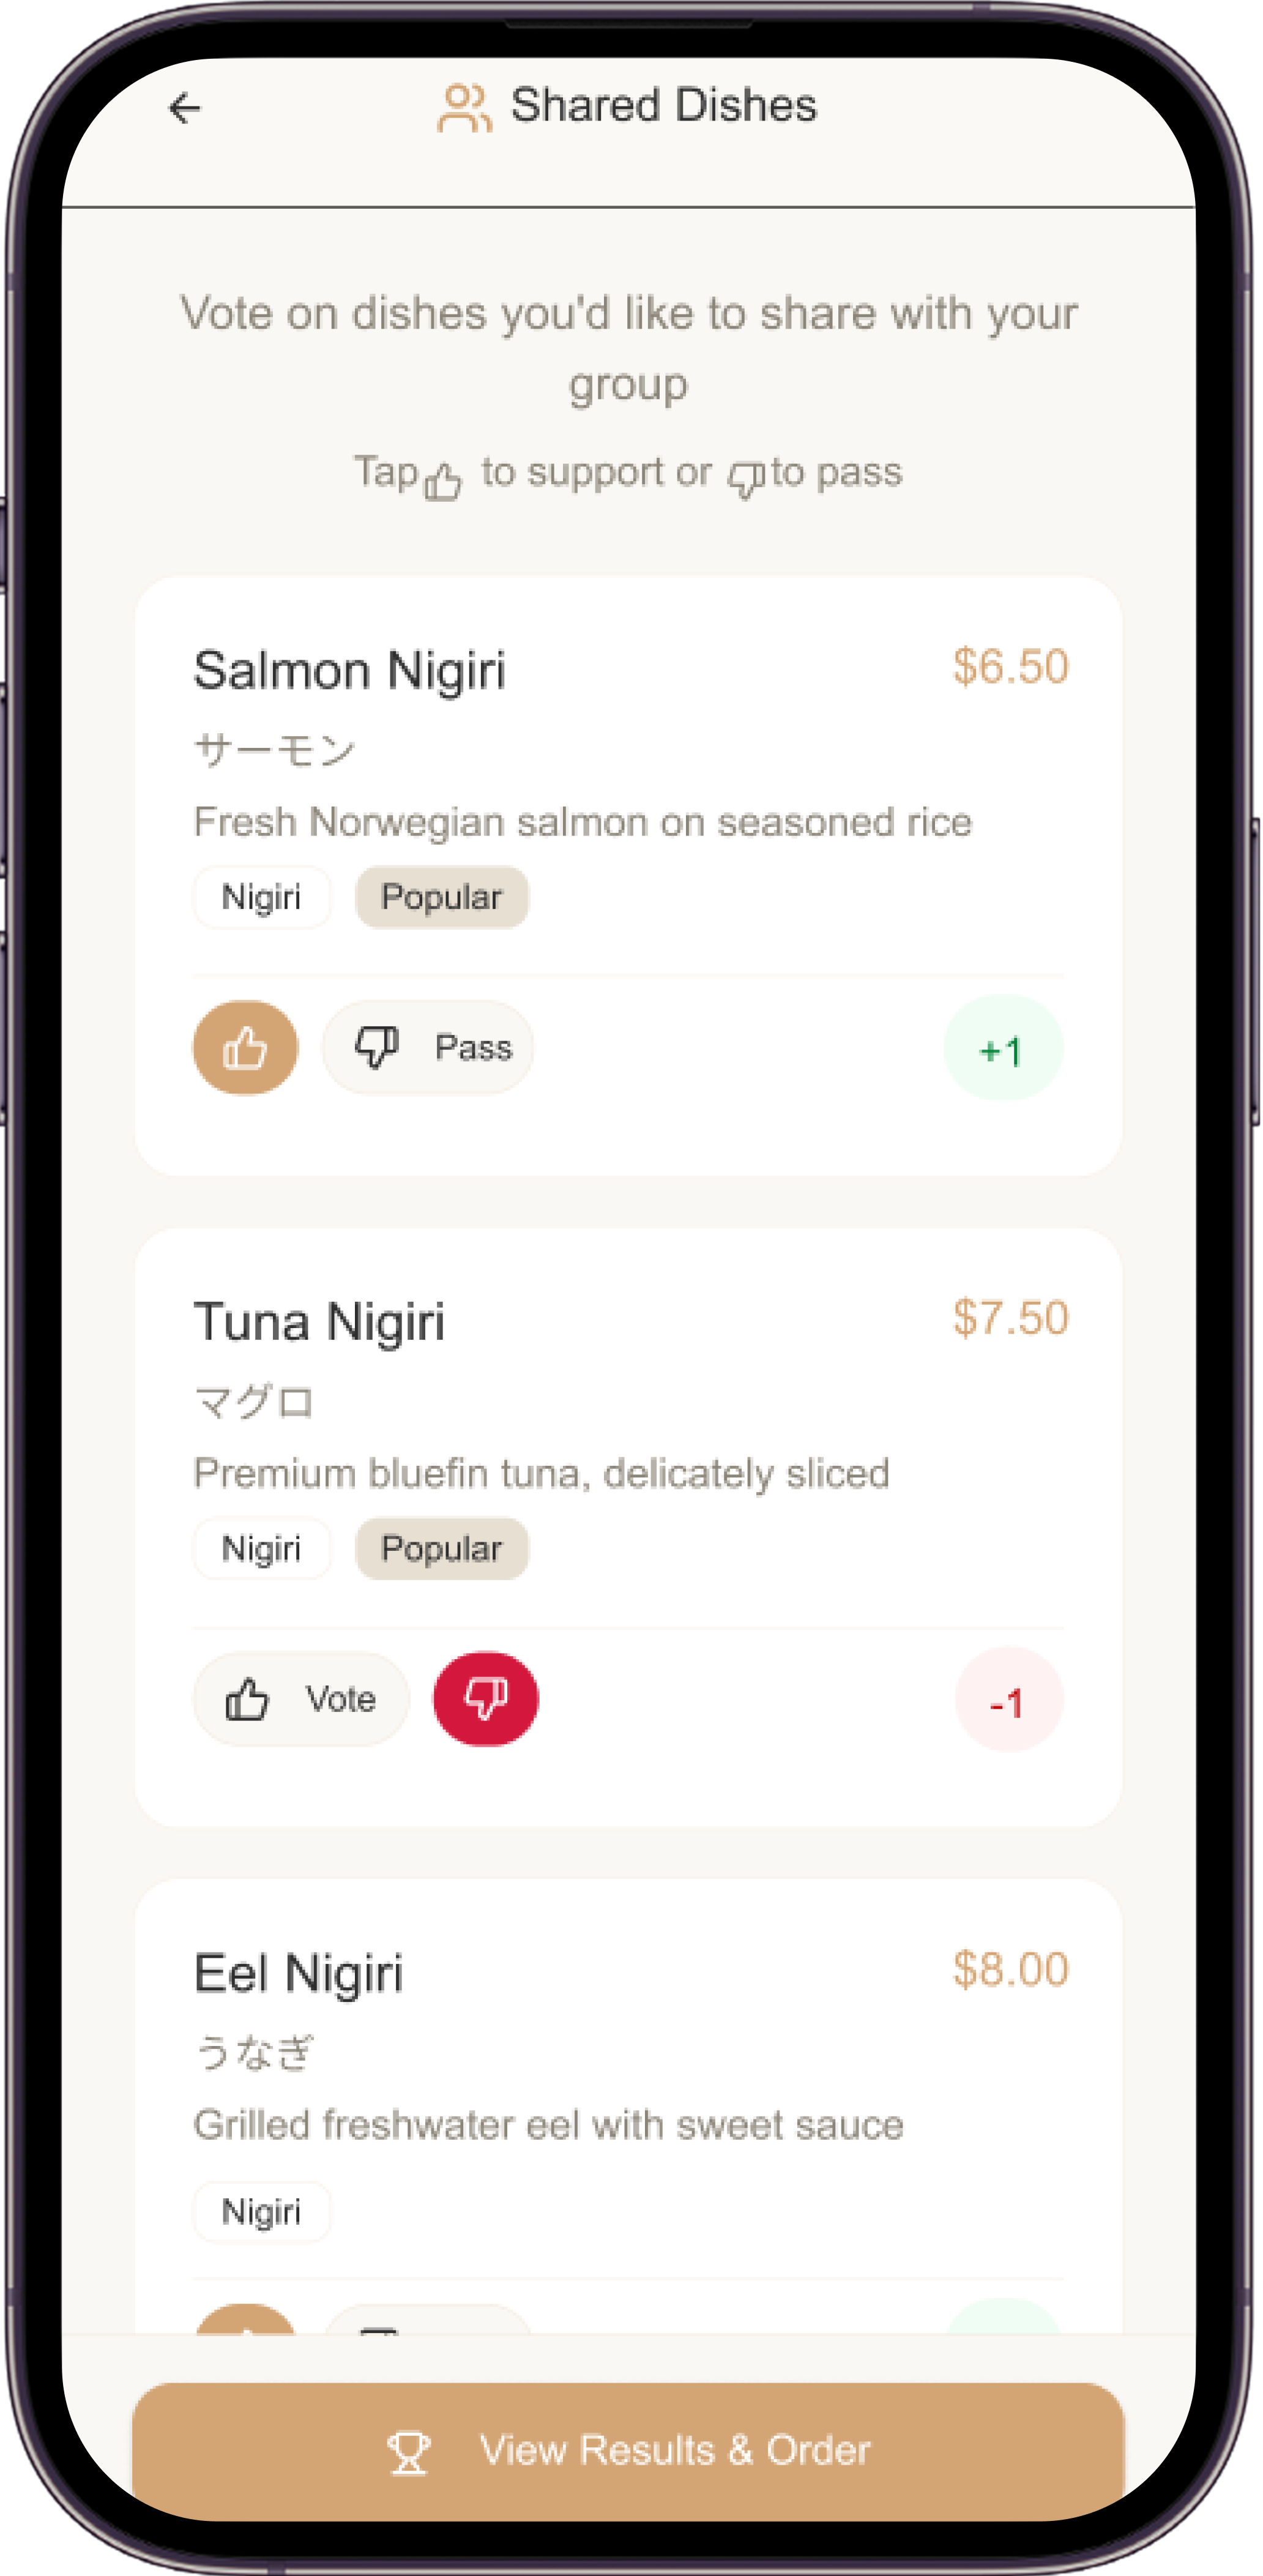 Shared Dishes
Vote on dishes you'd like to share with your
group
Tap to support or to pass
Salmon Nigiri
$6.50
サーモン
Fresh Norwegian salmon on seasoned rice
Nigiri Popular
Pass
+1
Tuna Nigiri
$7.50
マグロ
Premium bluefin tuna, delicately sliced
Nigiri Popular
Vote
-1
Eel Nigiri
$8.00
うなぎ
Grilled freshwater eel with sweet sauce
Nigiri
View Results & Order